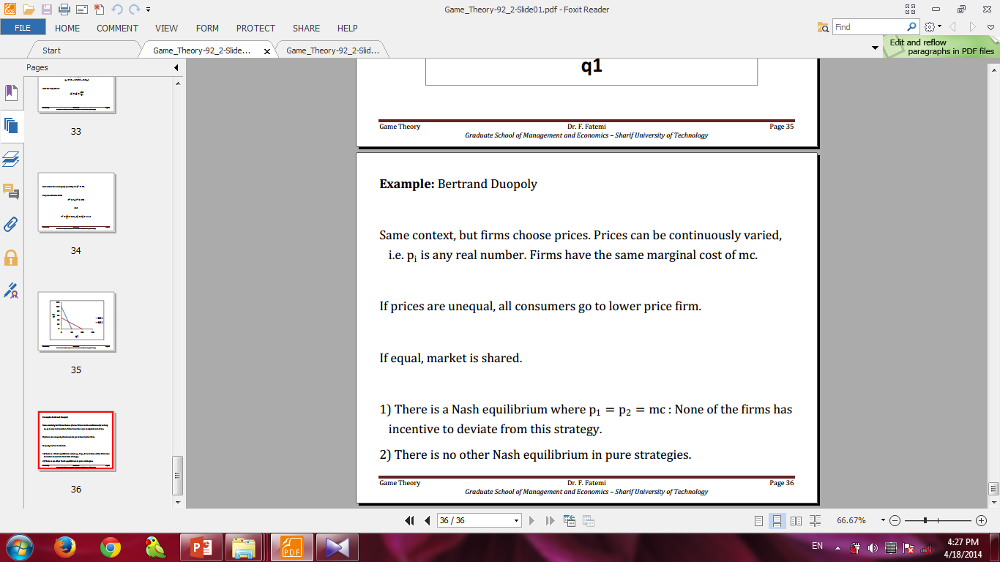 Game_Theory-92_2-Slide01.pdf - Foxit Reader
FILE HOME COMMENT VIEW FORM PROTECT SHARE HELP
Find
Edit and reflow
paragraphs in PDF files
Start Game_Theory-92_2-Slide... Game_Theory-92_2-Slid...
Pages
33
34
35
36
q1
Game Theory Dr. F. Fatemi Page 35
Graduate School of Management and Economics – Sharif University of Technology
Example: Bertrand Duopoly
Same context, but firms choose prices. Prices can be continuously varied,
i.e. pᵢ is any real number. Firms have the same marginal cost of mc.
If prices are unequal, all consumers go to lower price firm.
If equal, market is shared.
1) There is a Nash equilibrium where p₁ = p₂ = mc : None of the firms has
incentive to deviate from this strategy.
2) There is no other Nash equilibrium in pure strategies.
Game Theory Dr. F. Fatemi Page 36
Graduate School of Management and Economics – Sharif University of Technology
36 / 36
66.67%
EN
4:27 PM
4/18/2014